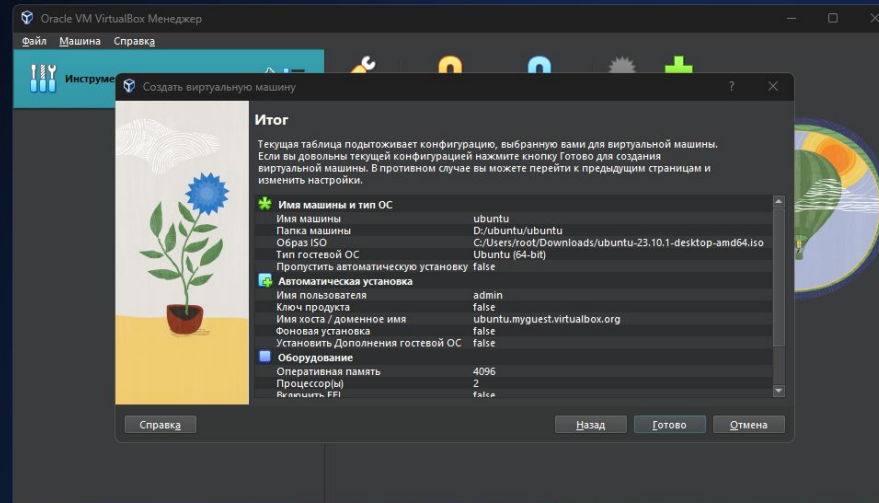 Oracle VM VirtualBox Менеджер
Файл Машина Справка
Инструме
Создать виртуальную машину
Итог
Текущая таблица подытоживает конфигурацию, выбранную вами для виртуальной машины.
Если вы довольны текущей конфигурацией нажмите кнопку Готово для создания
виртуальной машины. В противном случае вы можете перейти к предыдущим страницам и
изменить настройки.
Имя машины и тип ОС
Имя машины ubuntu
Папка машины D:/ubuntu/ubuntu
Образ ISO C:/Users/root/Downloads/ubuntu-23.10.1-desktop-amd64.iso
Тип гостевой ОС Ubuntu (64-bit)
Пропустить автоматическую установку false
Автоматическая установка
Имя пользователя admin
Ключ продукта false
Имя хоста / доменное имя ubuntu.myguest.virtualbox.org
Фоновая установка false
Установить Дополнения гостевой ОС false
Оборудование
Оперативная память 4096
Процессор(ы) 2
Включить EFI false
Справка Назад Готово Отмена